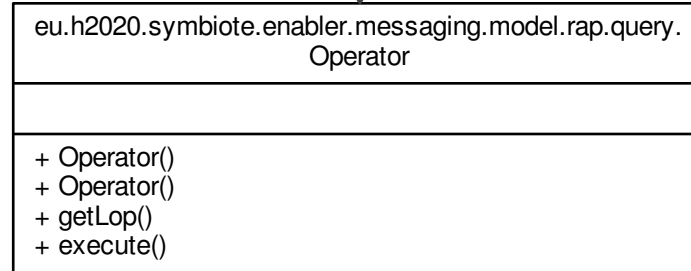 eu.h2020.symbiote.enabler.messaging.model.rap.query.
Operator
+ Operator()
+ Operator()
+ getLop()
+ execute()